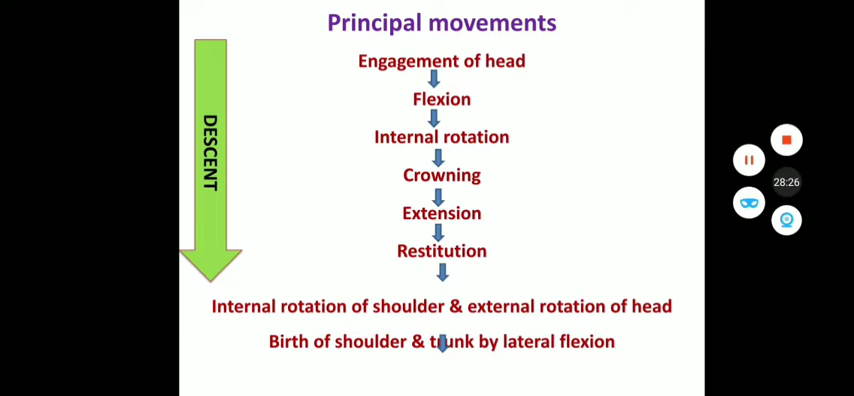 Principal movements
Engagement of head
Flexion
Internal rotation
DESCENT
Crowning
28:26
Extension
Restitution
Internal rotation of shoulder & external rotation of head
Birth of shoulder & trunk by lateral flexion